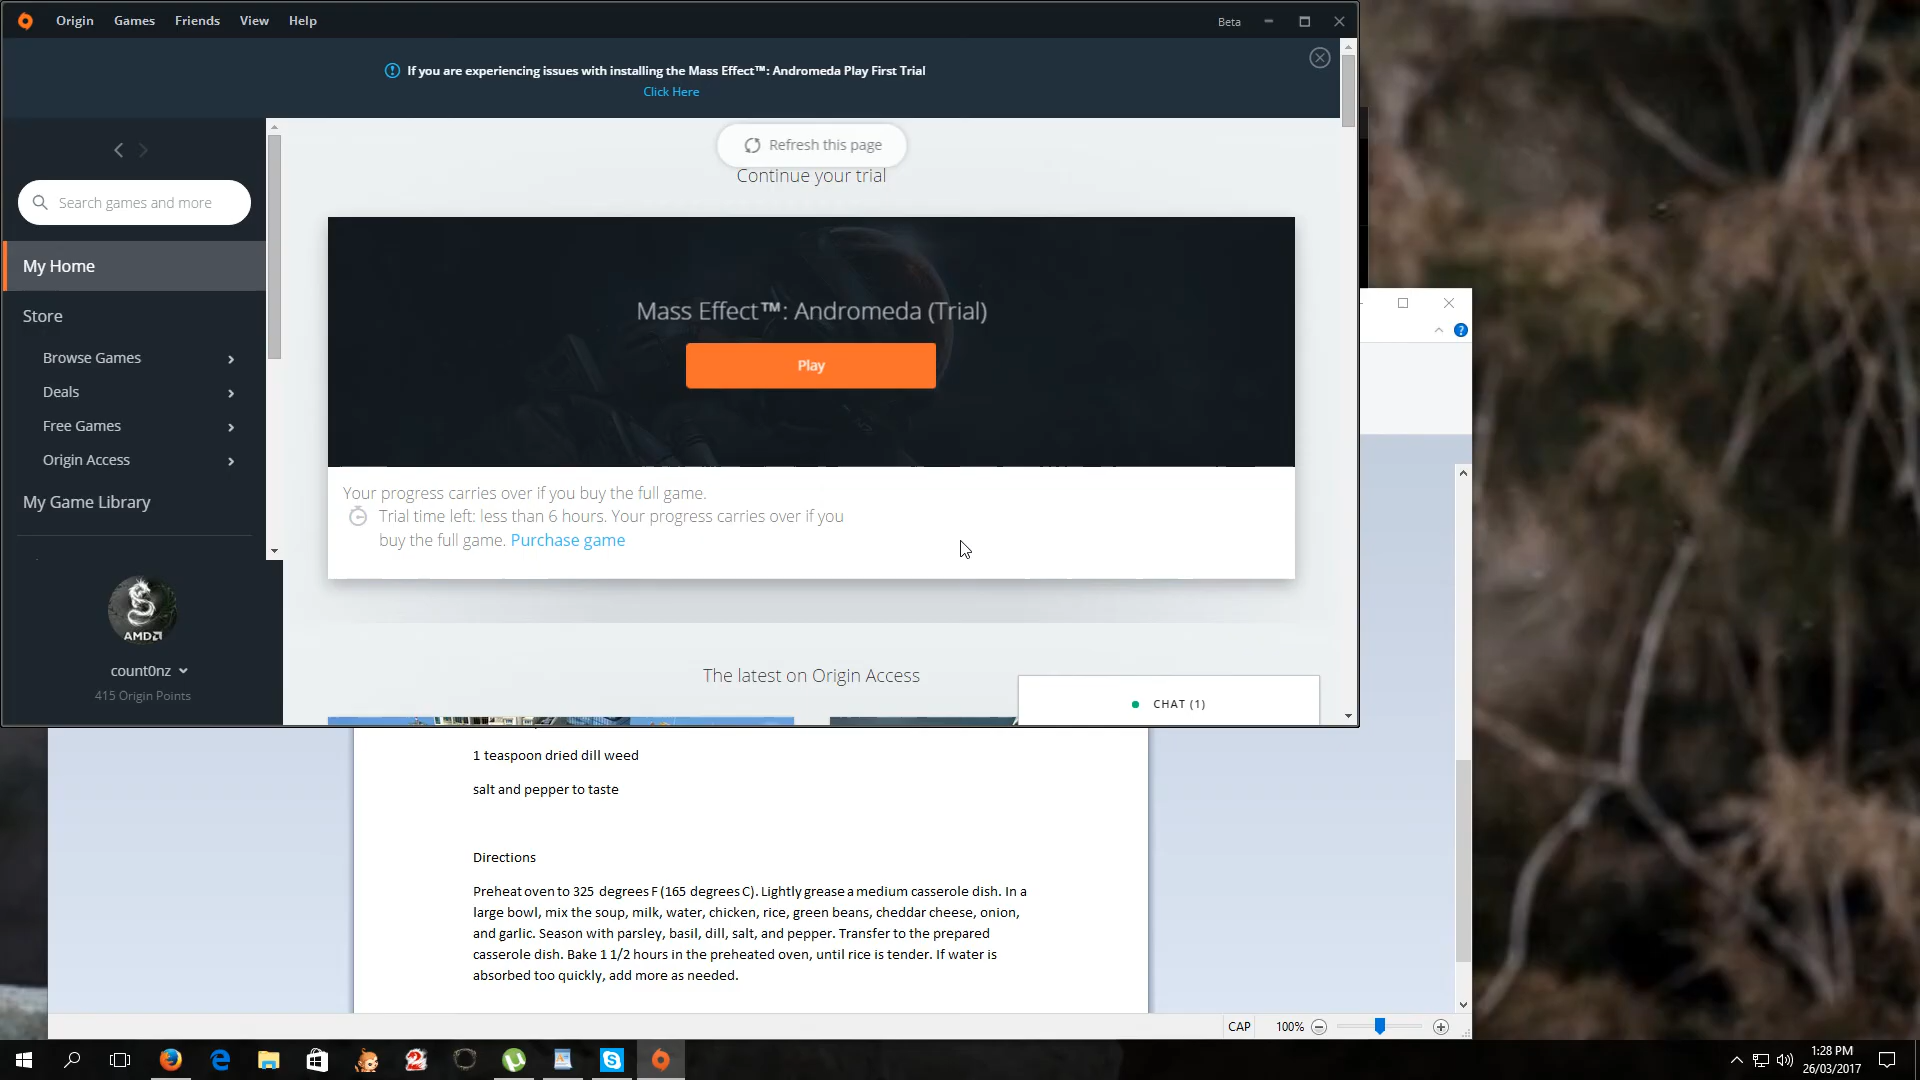 Origin Games Friends View Help Beta
If you are experiencing issues with installing the Mass Effect™: Andromeda Play First Trial
Click Here
Search games and more
My Home
Store
Browse Games
Deals
Free Games
Origin Access
My Game Library
AMD
count0nz
415 Origin Points
Refresh this page
Continue your trial
Mass Effect™: Andromeda (Trial)
Play
Your progress carries over if you buy the full game.
Trial time left: less than 6 hours. Your progress carries over if you
buy the full game. Purchase game
The latest on Origin Access
CHAT (1)
1 teaspoon dried dill weed
salt and pepper to taste
Directions
Preheat oven to 325 degrees F (165 degrees C). Lightly grease a medium casserole dish. In a
large bowl, mix the soup, milk, water, chicken, rice, green beans, cheddar cheese, onion,
and garlic. Season with parsley, basil, dill, salt, and pepper. Transfer to the prepared
casserole dish. Bake 1 1/2 hours in the preheated oven, until rice is tender. If water is
absorbed too quickly, add more as needed.
CAP 100%
1:28 PM
26/03/2017